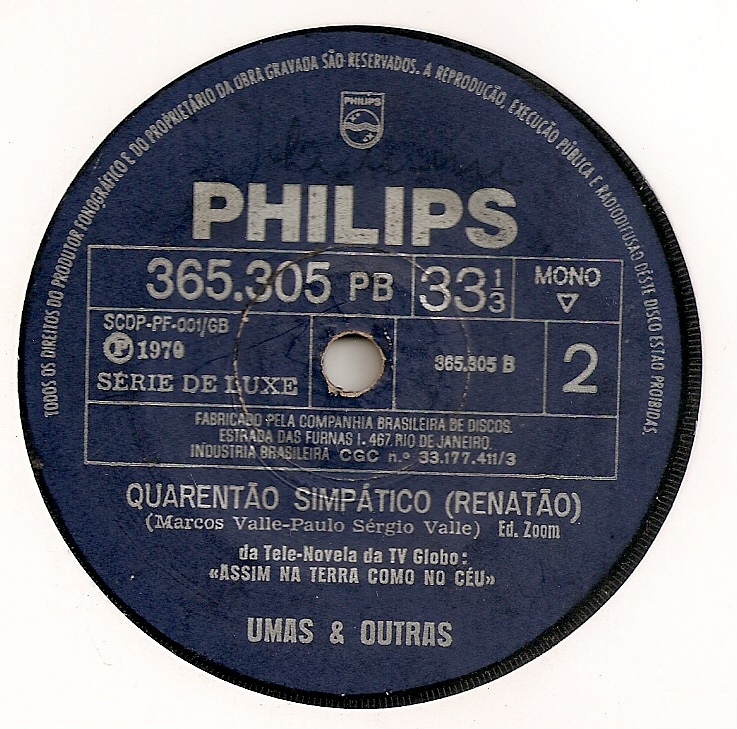 TODOS OS DIREITOS DO PRODUTOR FONOGRÁFICO E DO PROPRIETÁRIO DA OBRA GRAVADA SÃO RESERVADOS. A REPRODUÇÃO, EXECUÇÃO PÚBLICA E RADIODIFUSÃO DÊSTE DISCO ESTÃO PROIBIDAS.
PHILIPS
PHILIPS
365.305 PB 33 1/3 MONO
SCDP-PF-001/GB
Ⓟ 1970 365.305 B 2
SÉRIE DE LUXE
FABRICADO PELA COMPANHIA BRASILEIRA DE DISCOS.
ESTRADA DAS FURNAS 1.467, RIO DE JANEIRO.
INDÚSTRIA BRASILEIRA CGC n.º 33.177.411/3
QUARENTÃO SIMPÁTICO (RENATÃO)
(Marcos Valle-Paulo Sérgio Valle) Ed. Zoom
da Tele-Novela da TV Globo:
«ASSIM NA TERRA COMO NO CÉU»
UMAS & OUTRAS